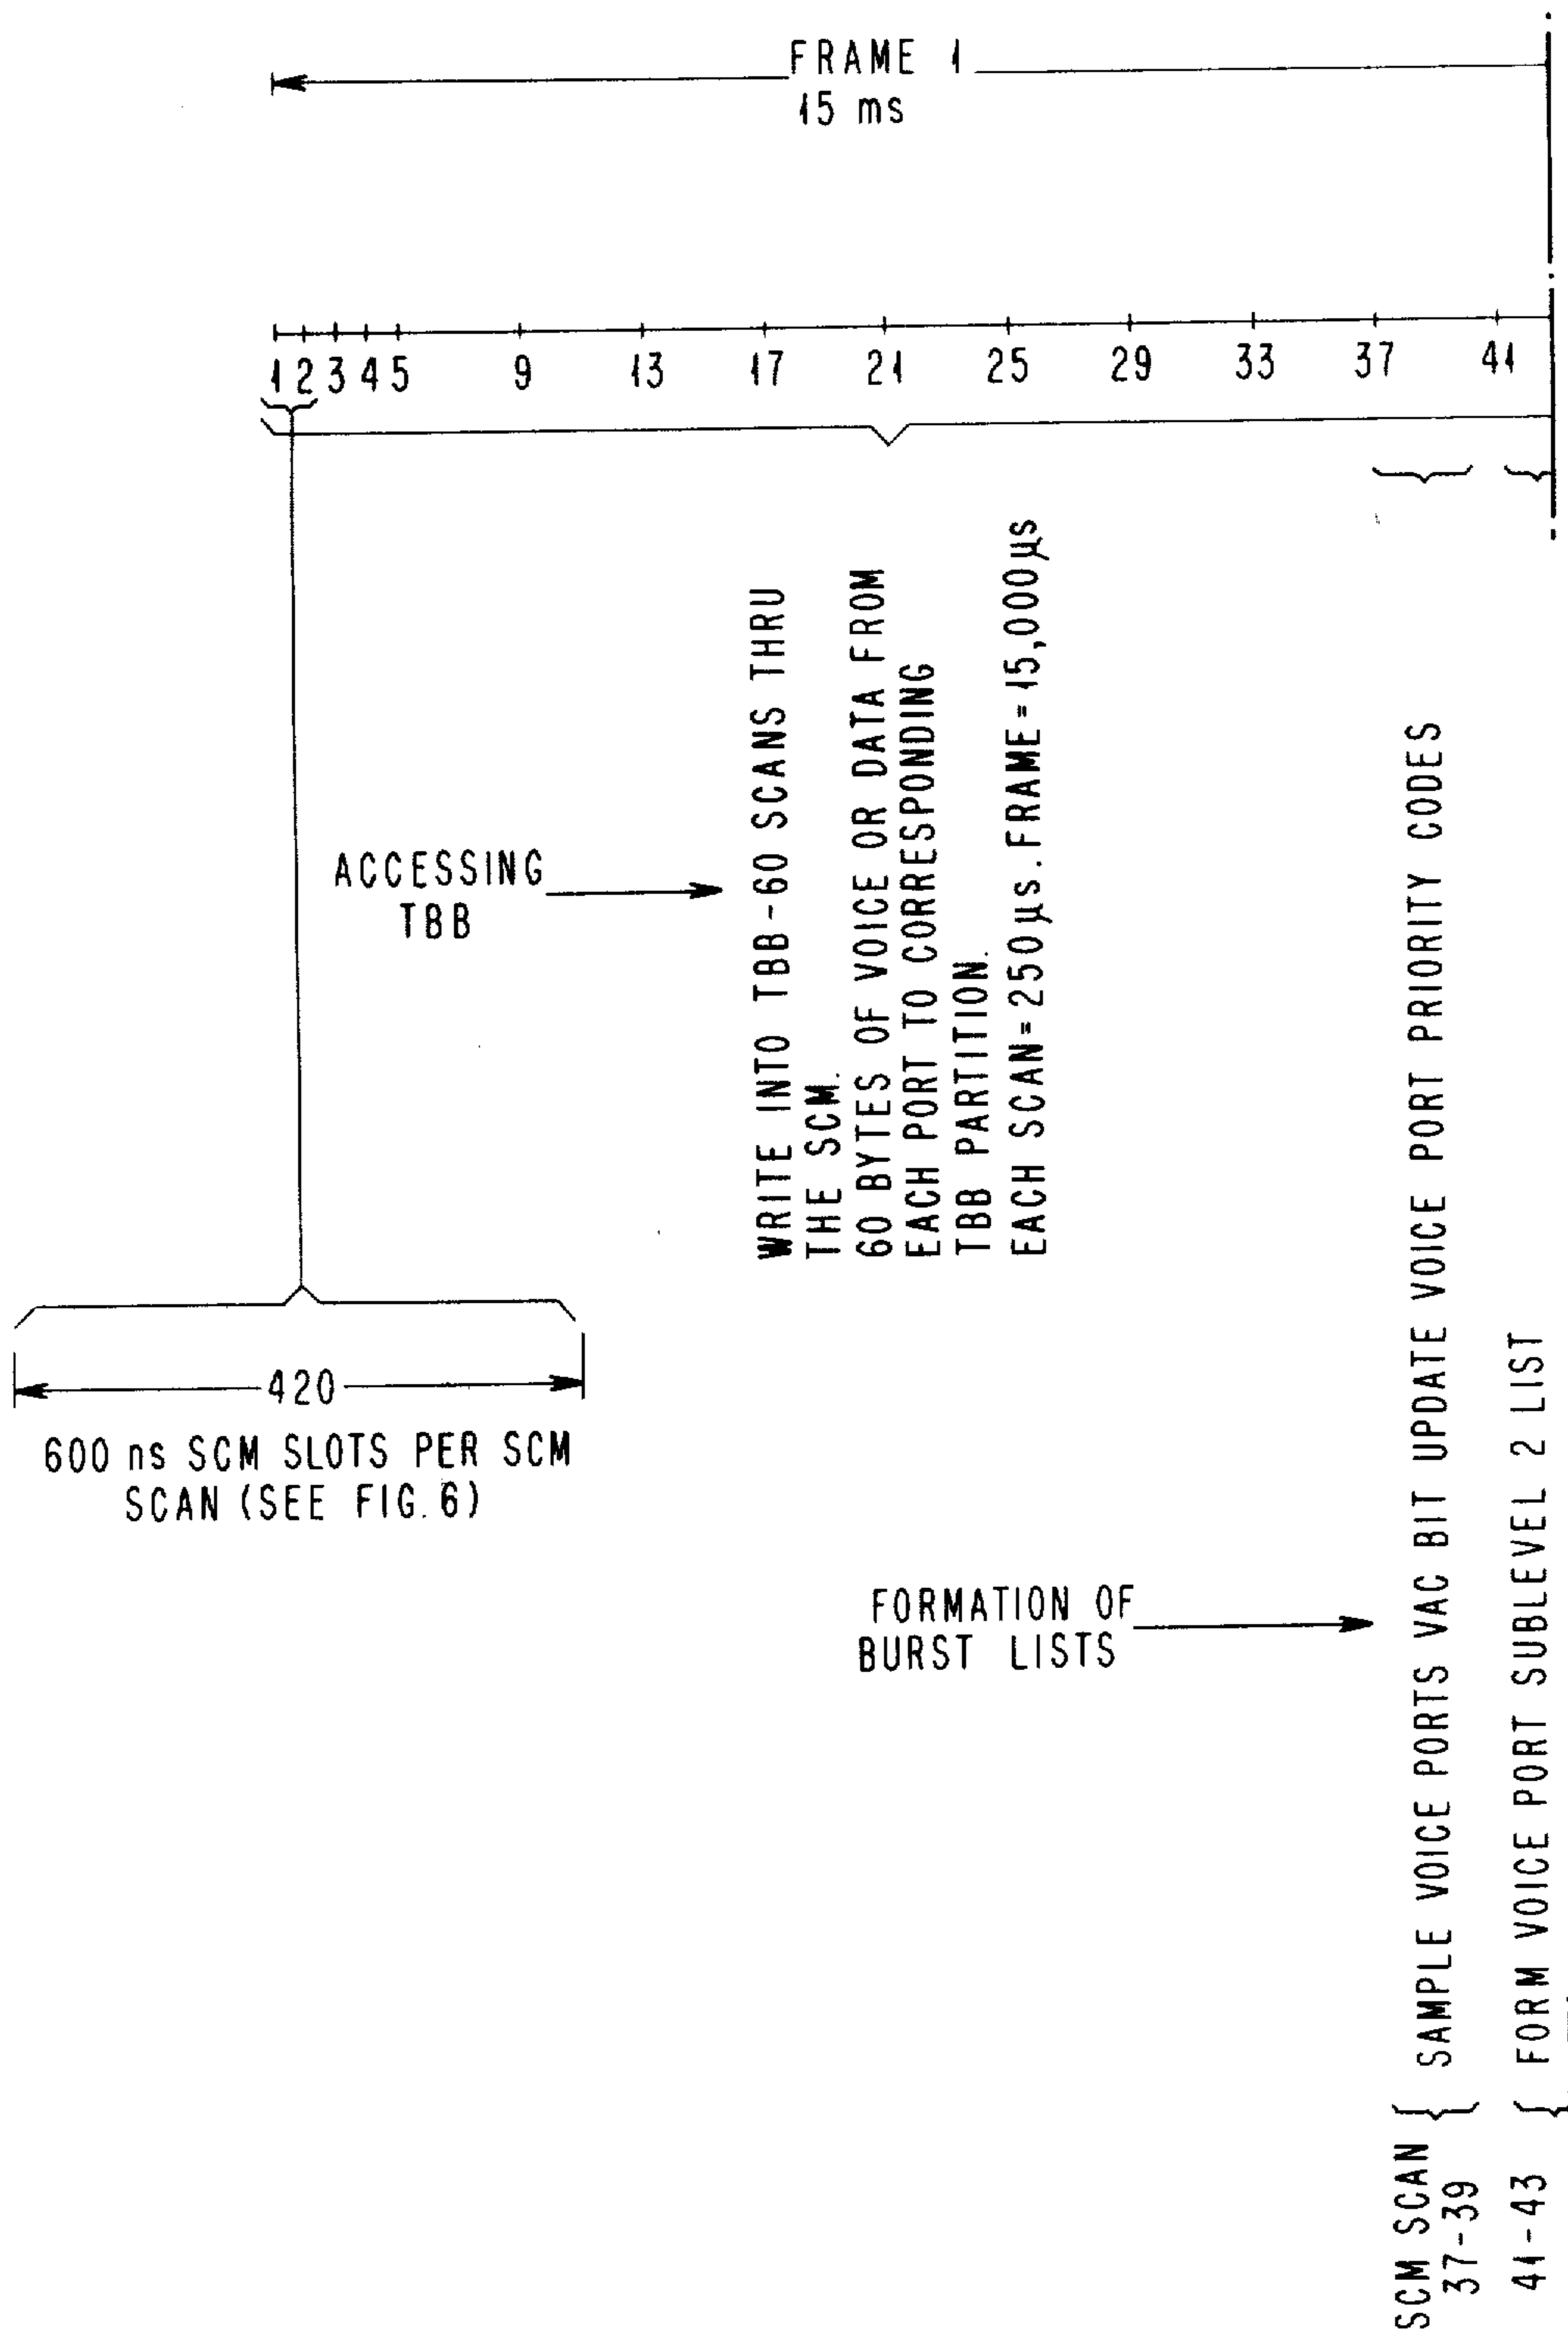 FRAME 1
15 ms
1 2 3 4 5 9 13 17 21 25 29 33 37 41
ACCESSING
TBB
WRITE INTO TBB-60 SCANS THRU
THE SCM.
60 BYTES OF VOICE OR DATA FROM
EACH PORT TO CORRESPONDING
TBB PARTITION.
EACH SCAN=250µs. FRAME=15,000µs
420
600 ns SCM SLOTS PER SCM
SCAN (SEE FIG. 6)
FORMATION OF
BURST LISTS
SCM SCAN
37-39 { SAMPLE VOICE PORTS VAC BIT UPDATE VOICE PORT PRIORITY CODES
41-43 { FORM VOICE PORT SUBLEVEL 2 LIST